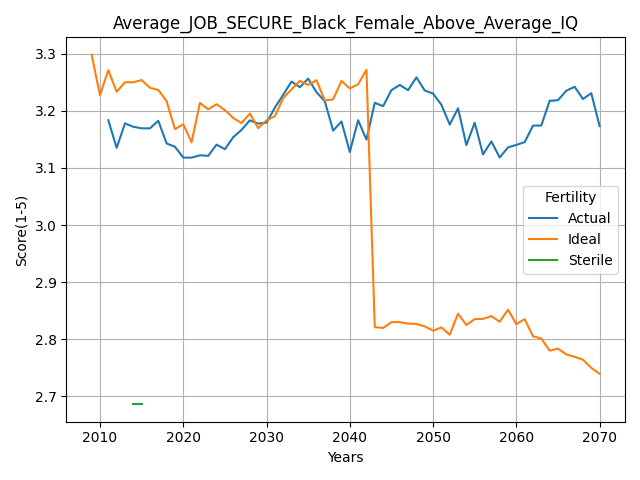 Average_JOB_SECURE_Black_Female_Above_Average_IQ
Score(1-5)
3.3
3.2
3.1
3.0
2.9
2.8
2.7
Fertility
Actual
Ideal
Sterile
2010 2020 2030 2040 2050 2060 2070
Years